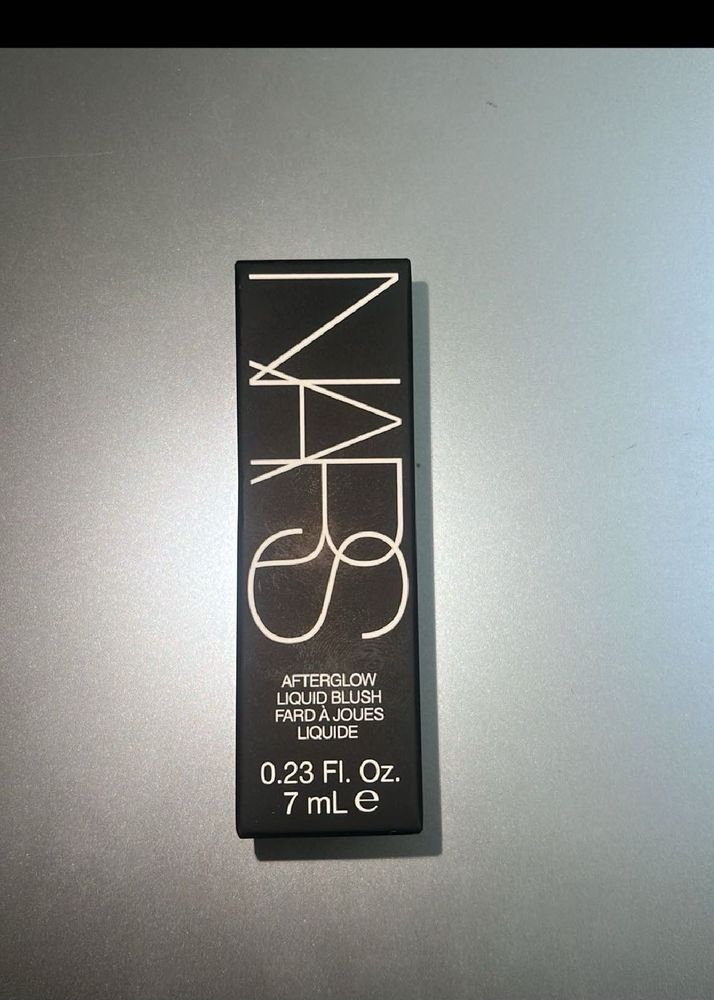 NARS
AFTERGLOW
LIQUID BLUSH
FARD À JOUES
LIQUIDE
0.23 Fl. Oz.
7 mL ℮